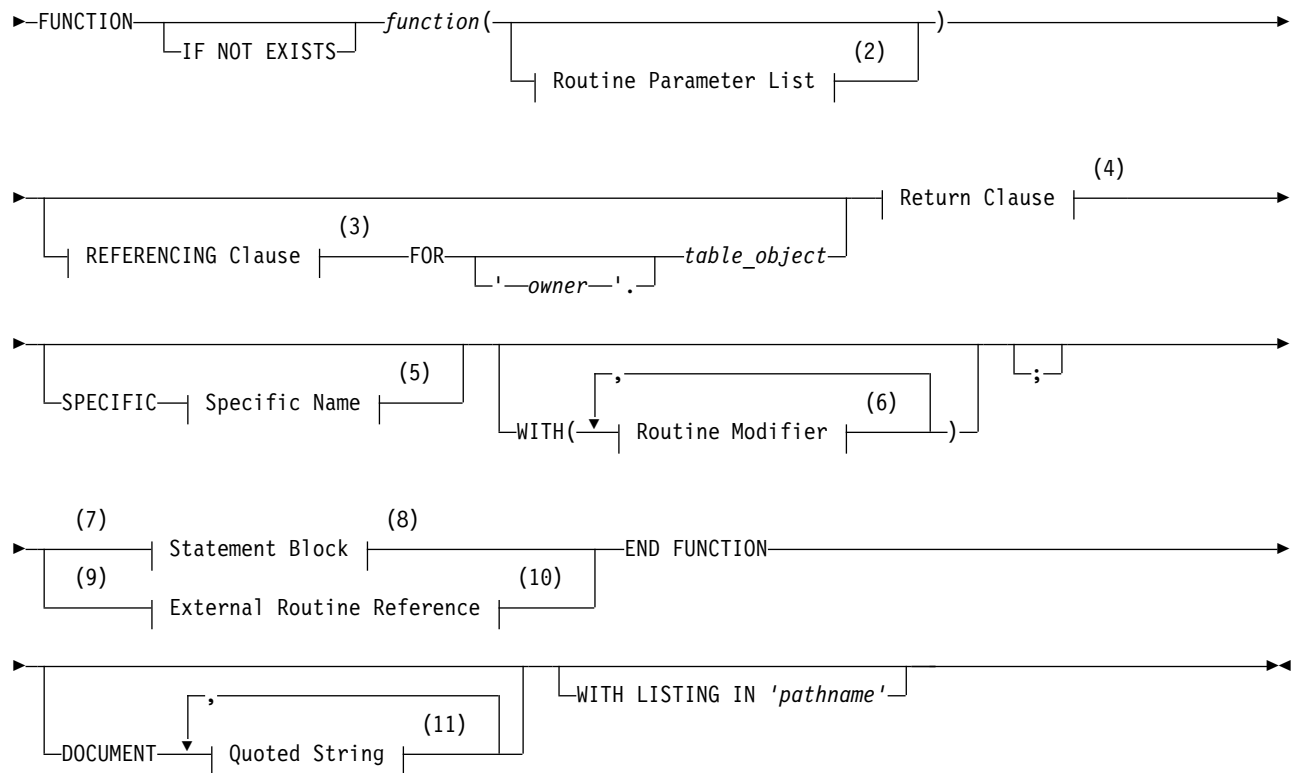 FUNCTION function( )
IF NOT EXISTS
(2)
Routine Parameter List
(4)
Return Clause
(3)
REFERENCING Clause FOR table_object
' owner '.
;
(5)
SPECIFIC Specific Name
,
(6)
WITH( Routine Modifier )
(7) (8)
Statement Block END FUNCTION
(9) (10)
External Routine Reference
WITH LISTING IN 'pathname'
,
(11)
DOCUMENT Quoted String